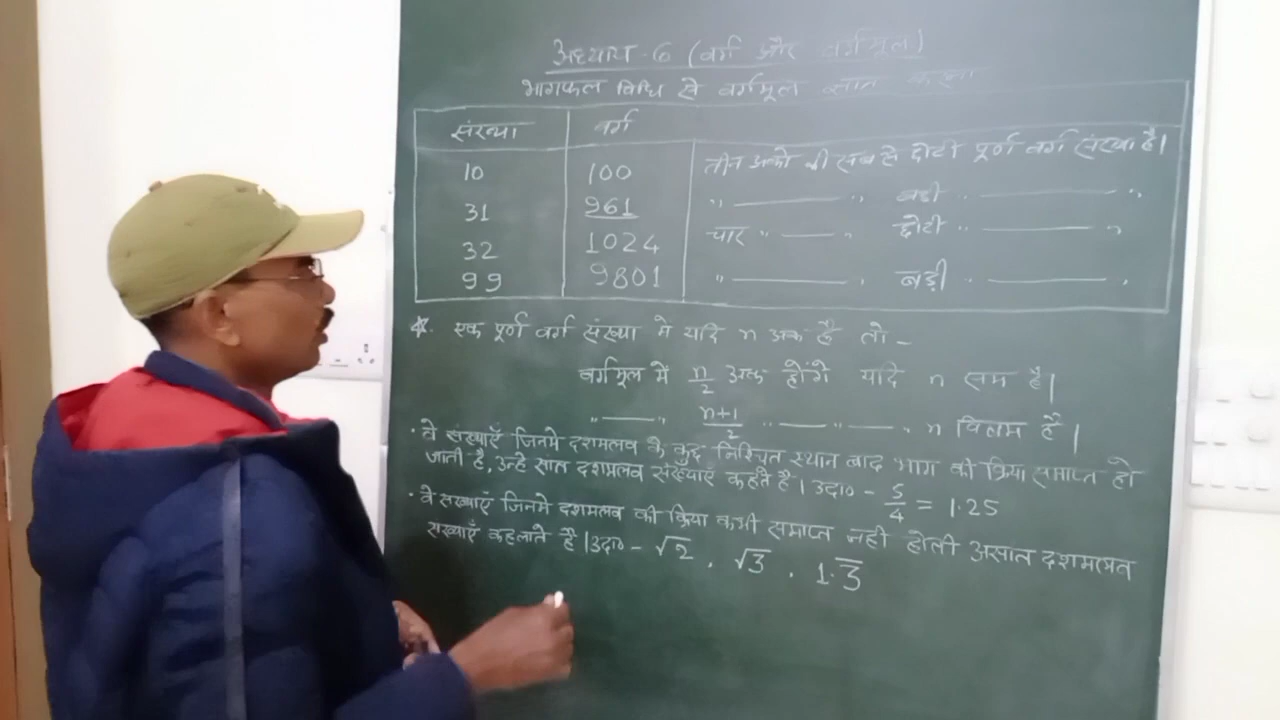 अध्याय-6 (वर्ग और वर्गमूल)
भागफल विधि से वर्गमूल ज्ञात करना
संख्या वर्ग
10 100 तीन अंको की सब से छोटी पूर्ण वर्ग संख्या है।
31 961 " —— " बड़ी " —— "
32 1024 चार " —— " छोटी " —— "
99 9801 " —— " बड़ी " —— "
* एक पूर्ण वर्ग संख्या मे यदि n अंक है तो -
वर्गमूल में n/2 अंक होंगे यदि n सम है।
" —— " n+1/2 " —— " —— " n विषम है।
· वे संख्याएँ जिनमे दशमलव के कुछ निश्चित स्थान बाद भाग की क्रिया समाप्त हो
जाती है, उन्हे सांत दशमलव संख्याएँ कहते है। उदा० - 5/4 = 1.25
· वे संख्याएँ जिनमे दशमलव की क्रिया कभी समाप्त नही होती असांत दशमलव
संख्याएँ कहलाते है। उदा० - √2 , √3 , 1.3̅